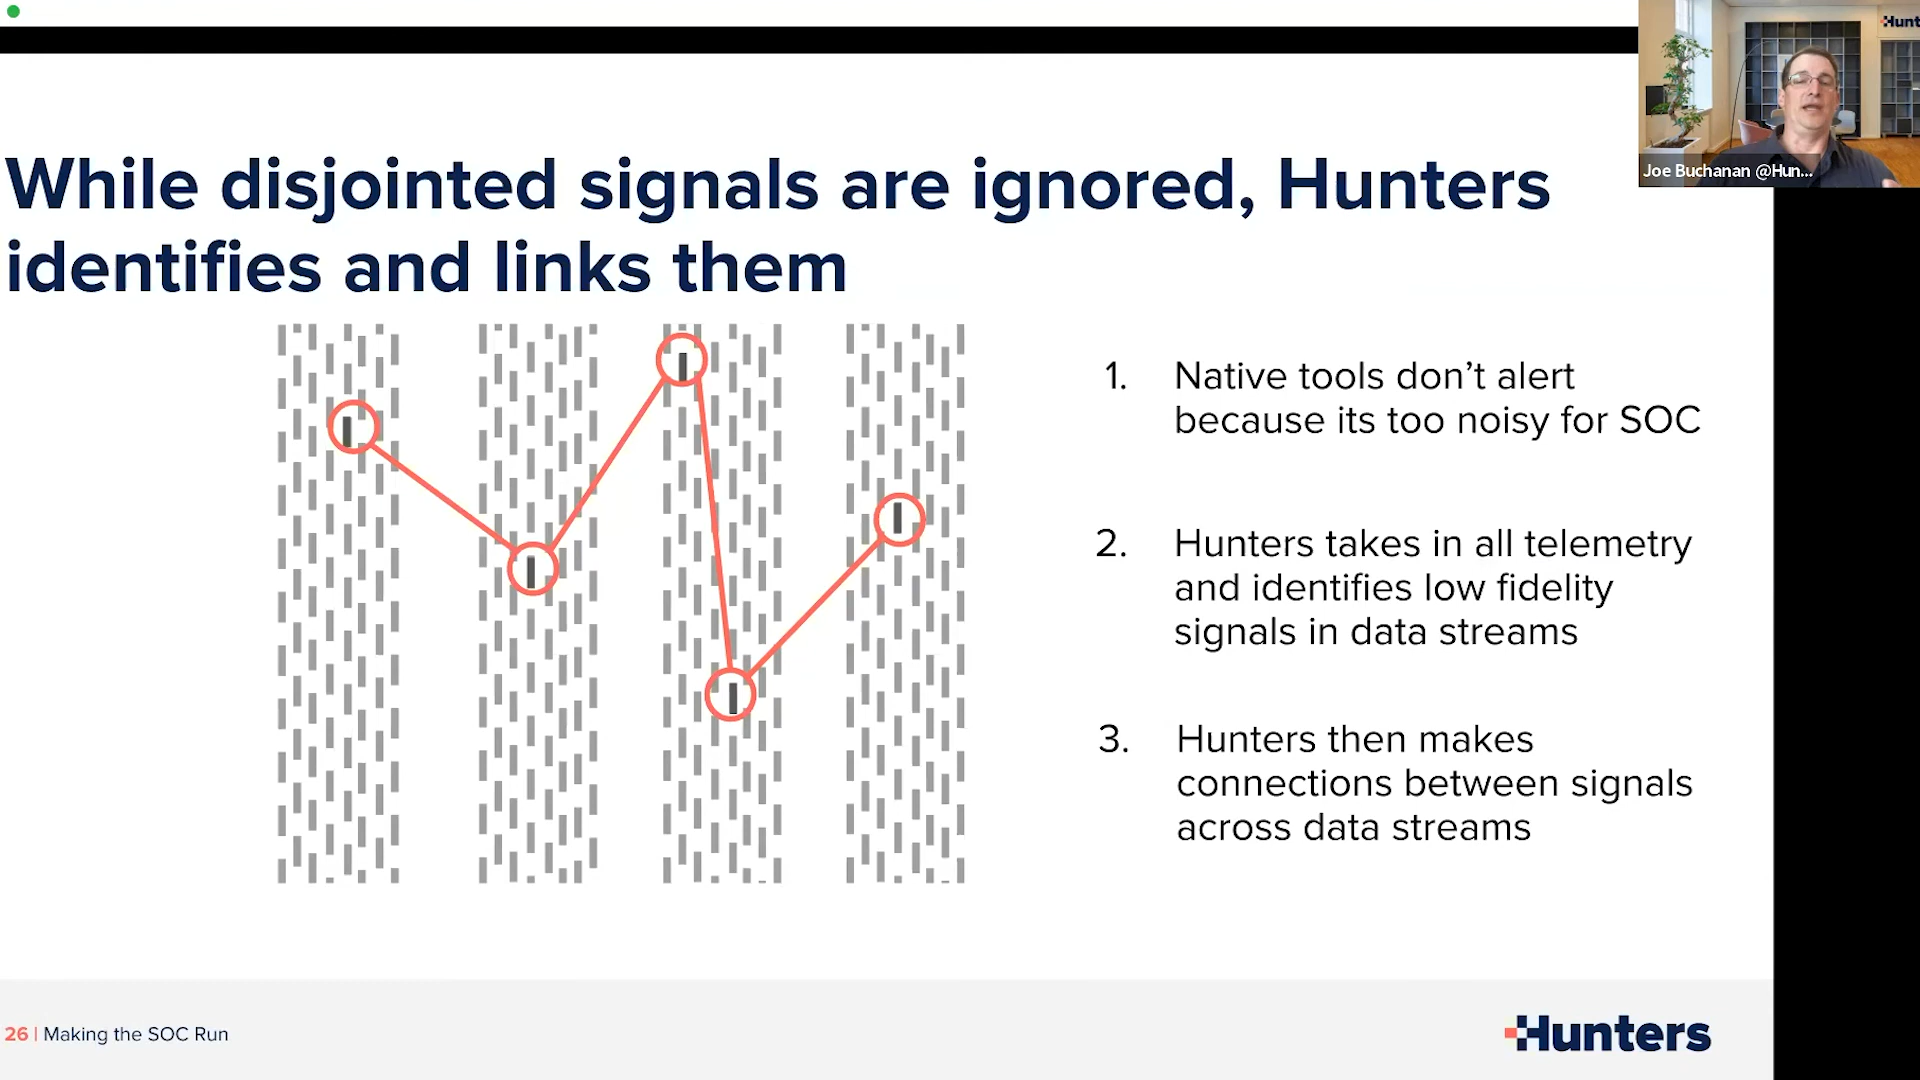 Hunt
Joe Buchanan @Hun...
While disjointed signals are ignored, Hunters
identifies and links them
1. Native tools don’t alert
because its too noisy for SOC
2. Hunters takes in all telemetry
and identifies low fidelity
signals in data streams
3. Hunters then makes
connections between signals
across data streams
26 | Making the SOC Run
Hunters